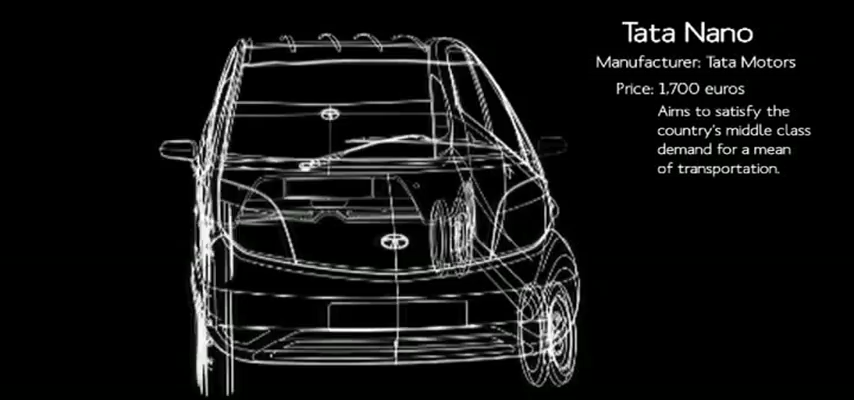 Tata Nano
Manufacturer: Tata Motors
Price: 1,700 euros
Aims to satisfy the
country's middle class
demand for a mean
of transportation.